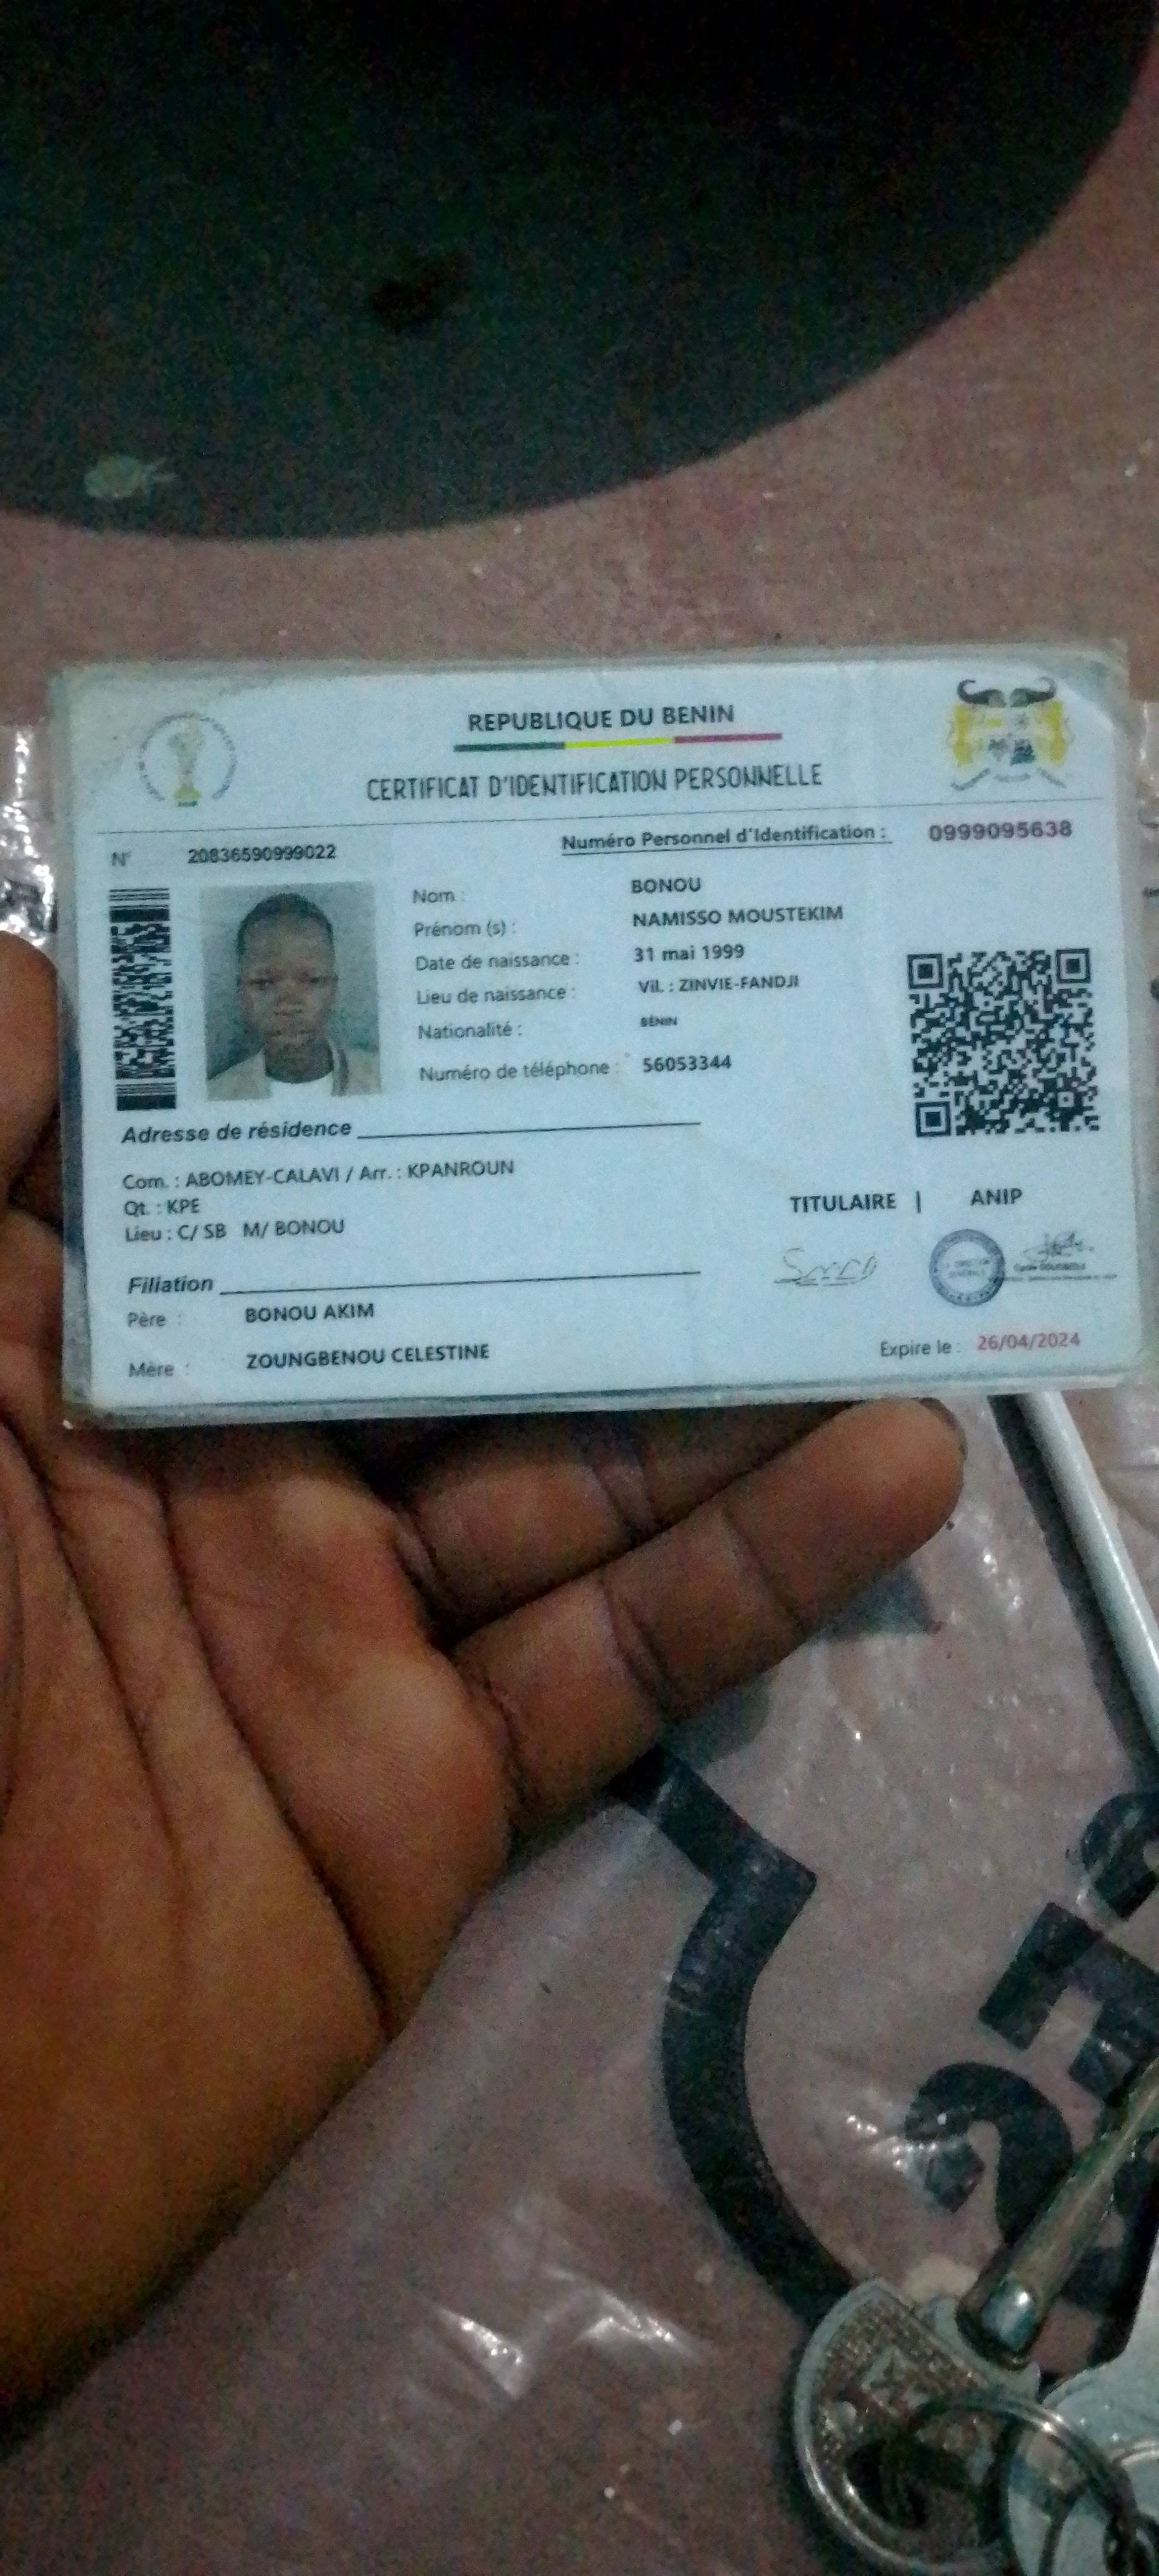 REPUBLIQUE DU BENIN
CERTIFICAT D'IDENTIFICATION PERSONNELLE
N° 20836590999022
Numéro Personnel d'Identification : 0999095638
Nom : BONOU
Prénom (s) : NAMISSO MOUSTEKIM
Date de naissance : 31 mai 1999
Lieu de naissance : Vil. : ZINVIE-FANDJI
Nationalité : BÉNIN
Numéro de téléphone : 56053344
Adresse de résidence
Com. : ABOMEY-CALAVI / Arr. : KPANROUN
Qt. : KPE
Lieu : C/ SB M/ BONOU
TITULAIRE | ANIP
Filiation
Père : BONOU AKIM
Mère : ZOUNGBENOU CELESTINE
Expire le : 26/04/2024